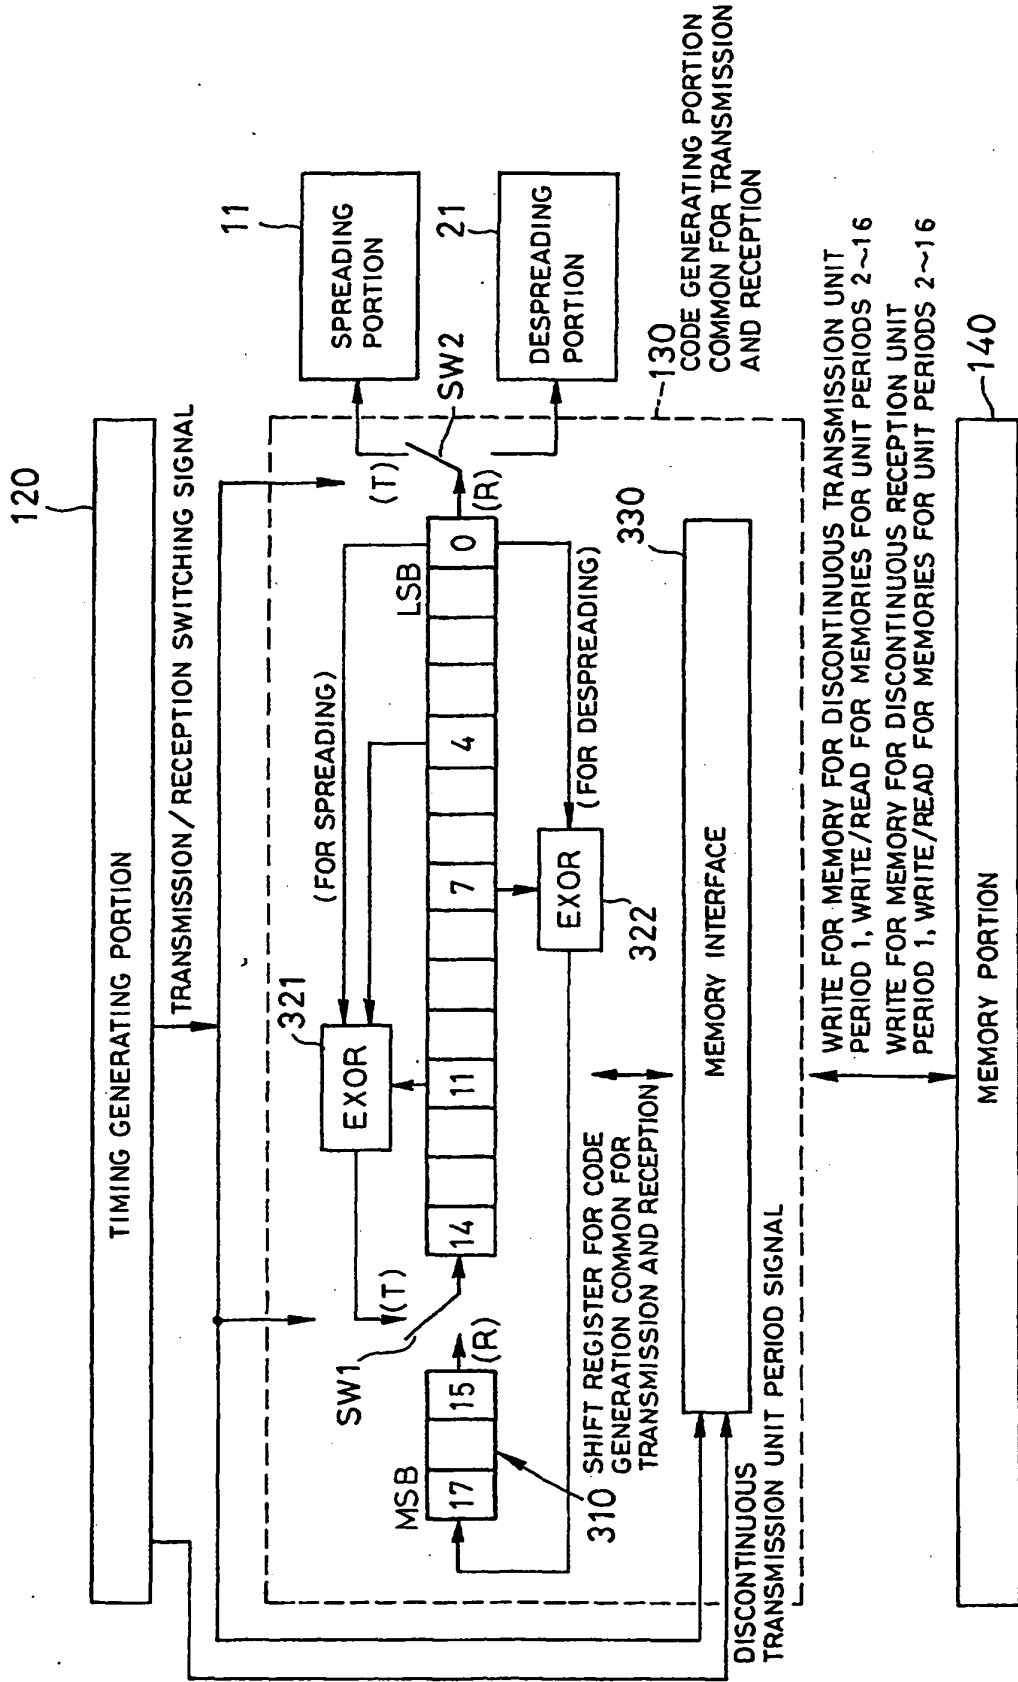 120
TIMING GENERATING PORTION
TRANSMISSION/RECEPTION SWITCHING SIGNAL
11
SPREADING
PORTION
21
DESPREADING
PORTION
130
CODE GENERATING PORTION
COMMON FOR TRANSMISSION
AND RECEPTION
SW2
(T)
(R)
(FOR SPREADING)
321
EXOR
SW1
(T)
(R)
MSB
17
15
14
11
7
4
0
LSB
310
SHIFT REGISTER FOR CODE
GENERATION COMMON FOR
TRANSMISSION AND RECEPTION
EXOR
322
(FOR DESPREADING)
330
MEMORY INTERFACE
DISCONTINUOUS
TRANSMISSION UNIT PERIOD SIGNAL
WRITE FOR MEMORY FOR DISCONTINUOUS TRANSMISSION UNIT
PERIOD 1, WRITE/READ FOR MEMORIES FOR UNIT PERIODS 2~16
WRITE FOR MEMORY FOR DISCONTINUOUS RECEPTION UNIT
PERIOD 1, WRITE/READ FOR MEMORIES FOR UNIT PERIODS 2~16
140
MEMORY PORTION